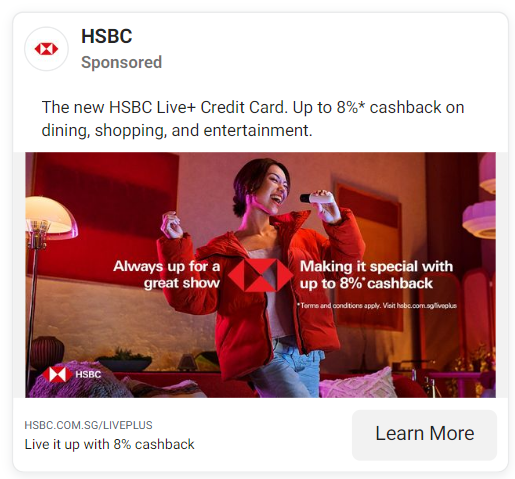 HSBC
Sponsored
The new HSBC Live+ Credit Card. Up to 8%* cashback on
dining, shopping, and entertainment.
Always up for a
great show
Making it special with
up to 8%* cashback
*Terms and conditions apply. Visit hsbc.com.sg/liveplus
HSBC
HSBC.COM.SG/LIVEPLUS
Live it up with 8% cashback
Learn More